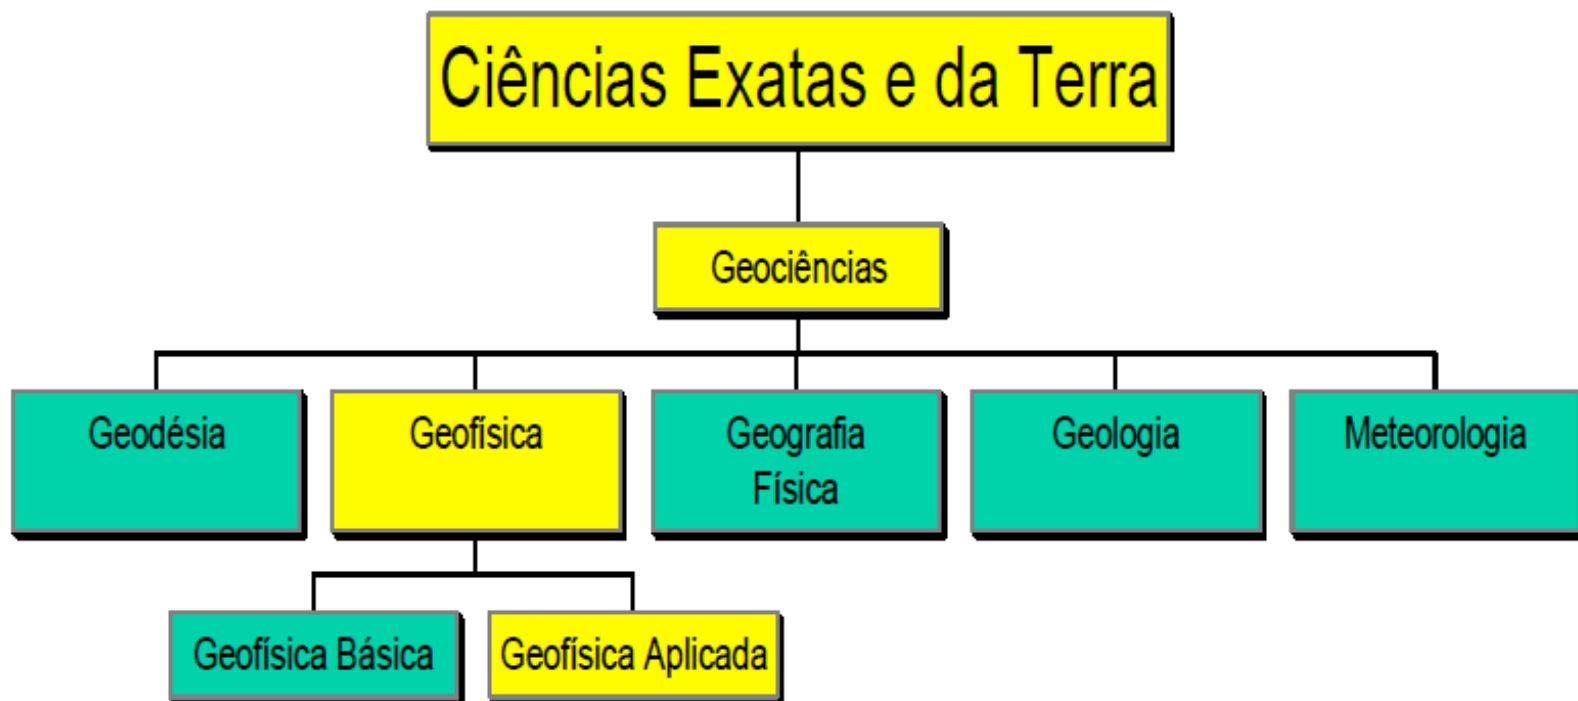 Ciências Exatas e da Terra
Geociências
Geodésia
Geofísica
Geografia
Física
Geologia
Meteorologia
Geofísica Básica
Geofísica Aplicada